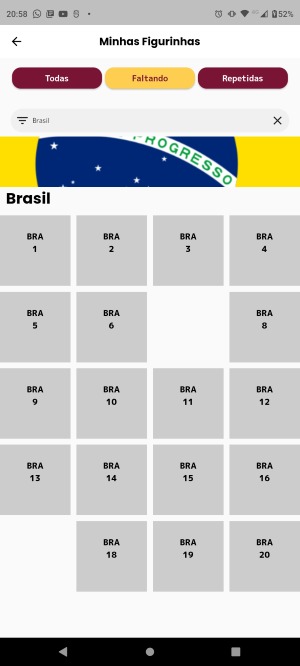 20:58
52%
Minhas Figurinhas
Todas
Faltando
Repetidas
Brasil
PROGRESSO
Brasil
BRA
1
BRA
2
BRA
3
BRA
4
BRA
5
BRA
6
BRA
8
BRA
9
BRA
10
BRA
11
BRA
12
BRA
13
BRA
14
BRA
15
BRA
16
BRA
18
BRA
19
BRA
20